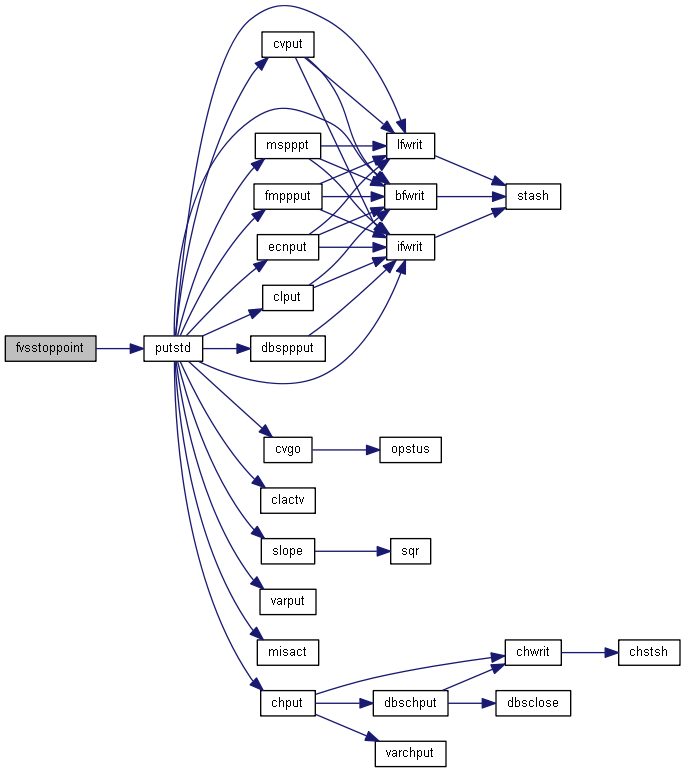 cvput
mspppt
lfwrit
fmppput
bfwrit
stash
ecnput
ifwrit
clput
fvsstoppoint
putstd
dbsppput
cvgo
opstus
clactv
slope
sqr
varput
misact
chwrit
chstsh
chput
dbschput
dbsclose
varchput